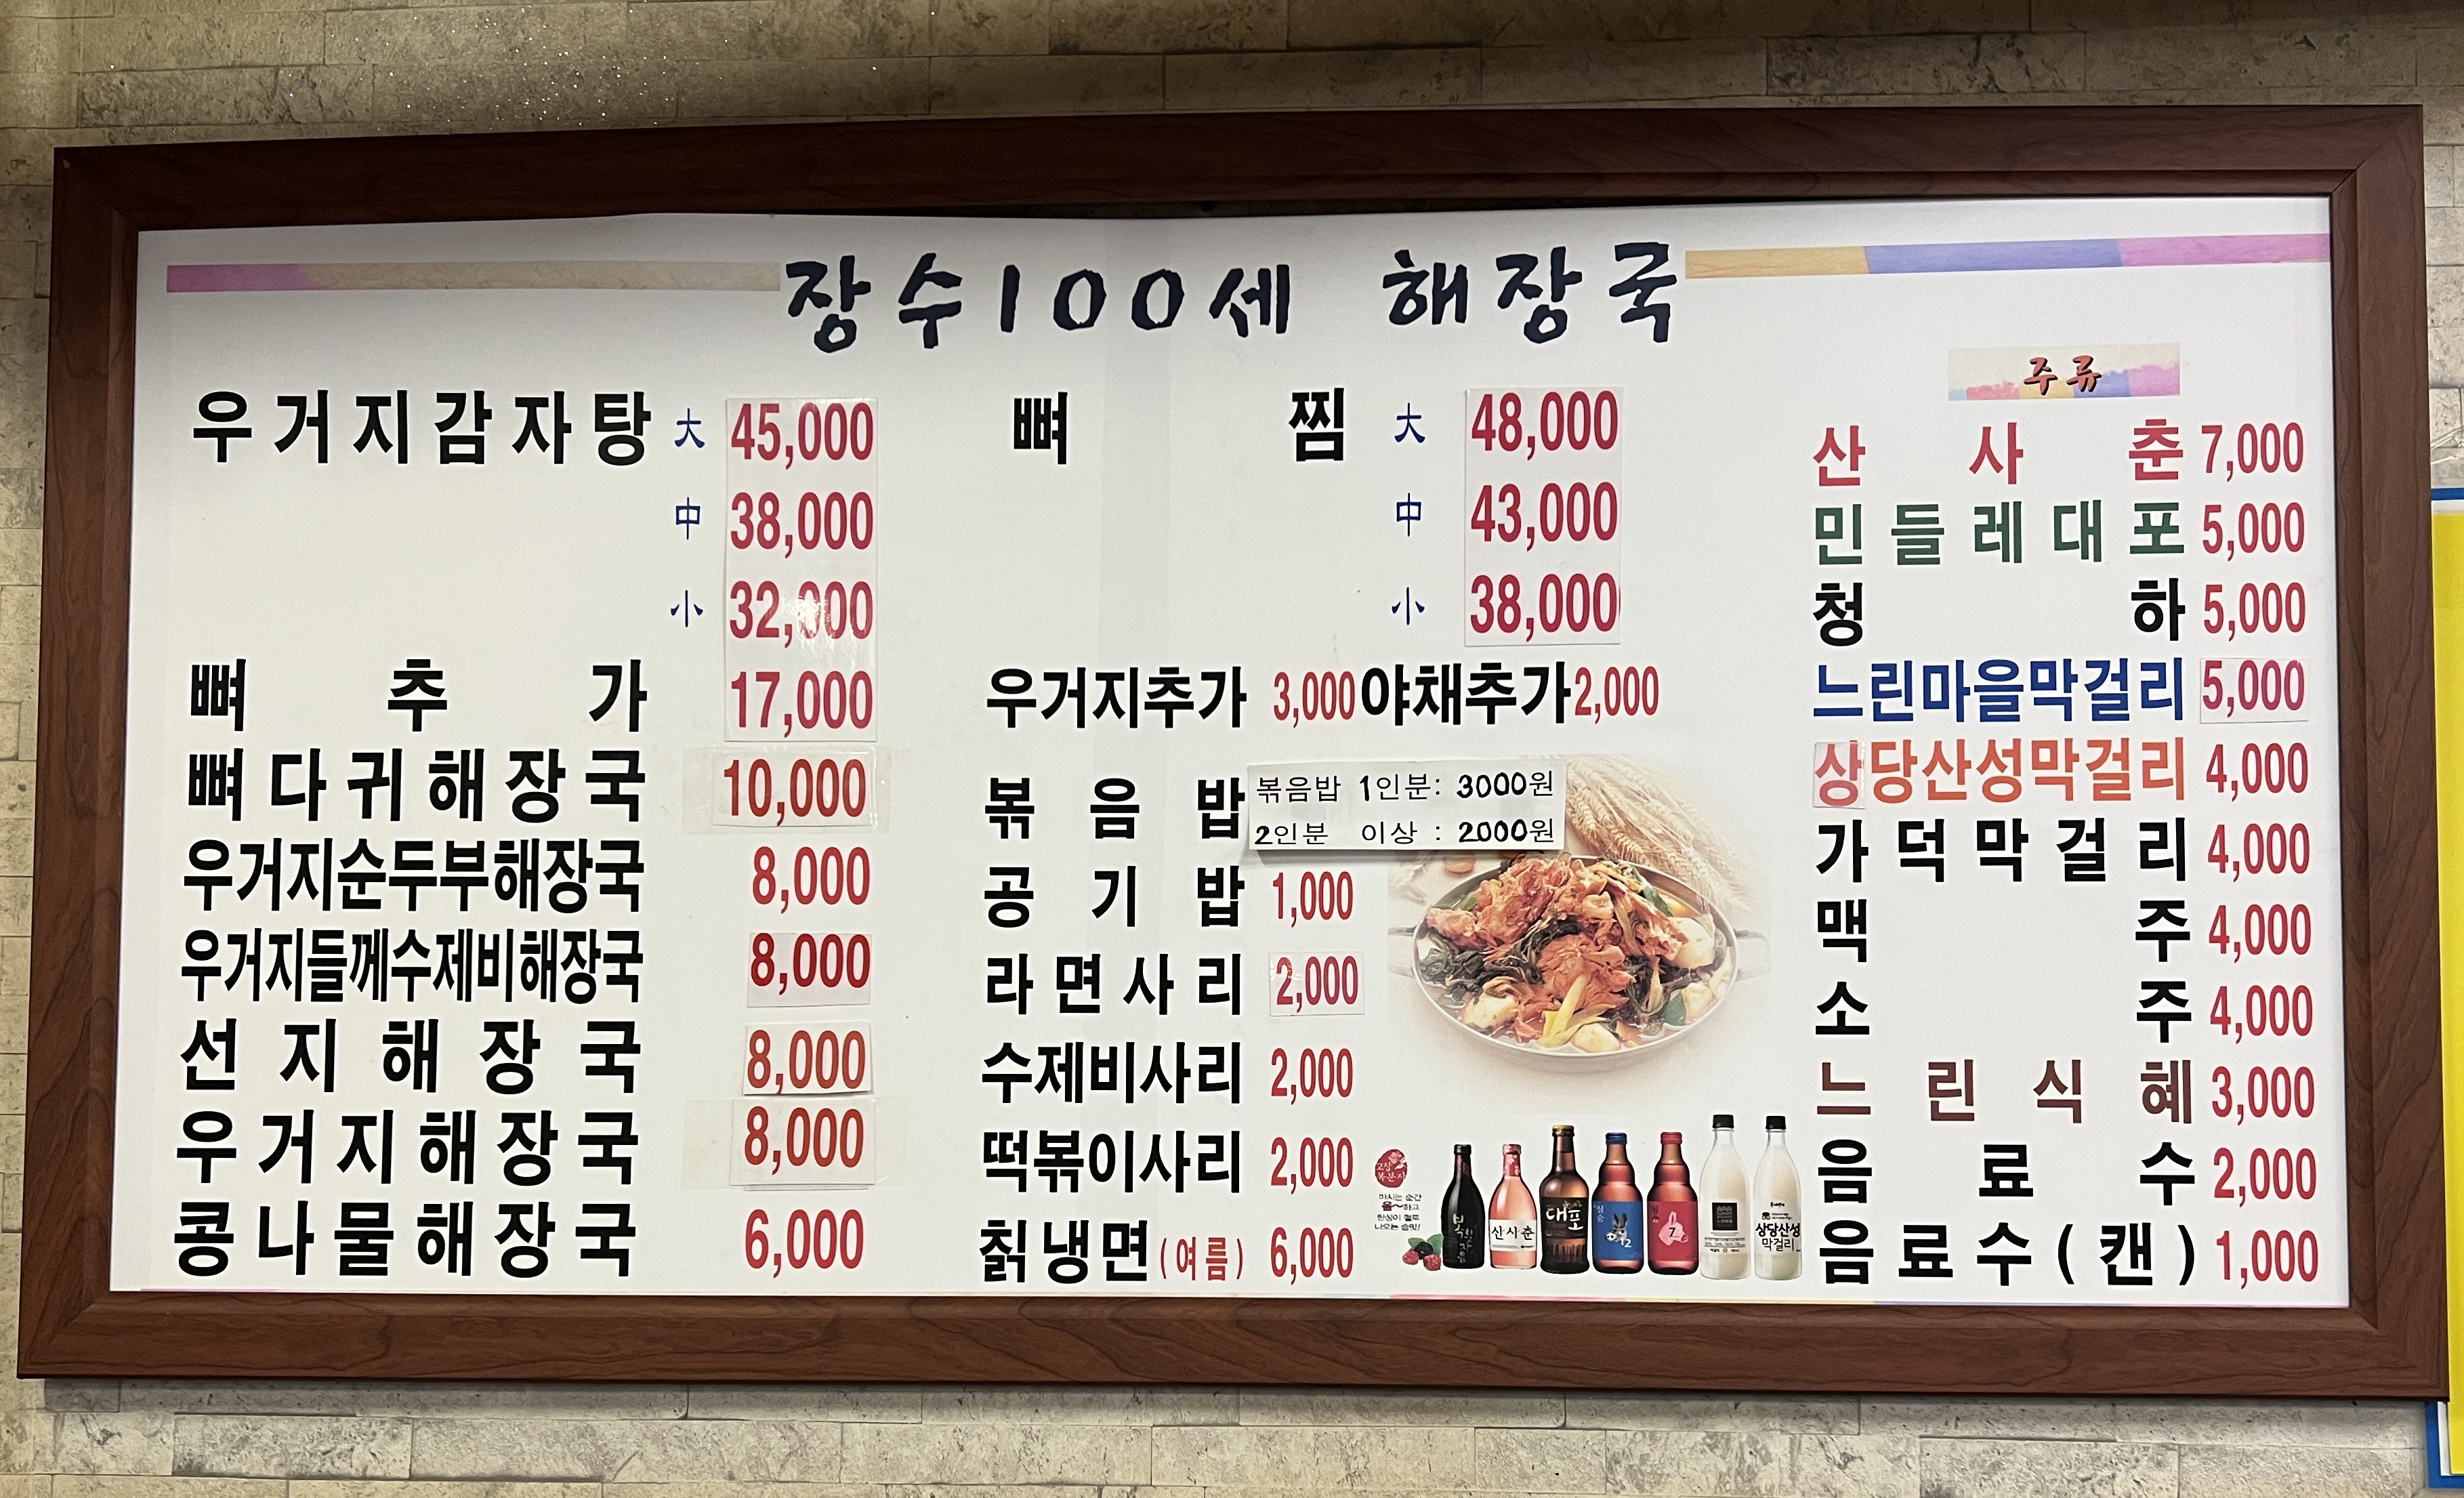 장수100세 해장국
우거지감자탕 大 45,000
中 38,000
小 32,000
뼈추가 17,000
뼈다귀해장국 10,000
우거지순두부해장국 8,000
우거지들깨수제비해장국 8,000
선지해장국 8,000
우거지해장국 8,000
콩나물해장국 6,000
뼈찜 大 48,000
中 43,000
小 38,000
우거지추가 3,000 야채추가 2,000
볶음밥 볶음밥 1인분: 3000원
2인분 이상 : 2000원
공기밥 1,000
라면사리 2,000
수제비사리 2,000
떡볶이사리 2,000
칡냉면(여름) 6,000
마시는 순간
대포
상당산성
막걸리
주류
산사춘 7,000
민들레대포 5,000
청하 5,000
느린마을막걸리 5,000
상당산성막걸리 4,000
가덕막걸리 4,000
맥주 4,000
소주 4,000
느린식혜 3,000
음료수 2,000
음료수(캔) 1,000